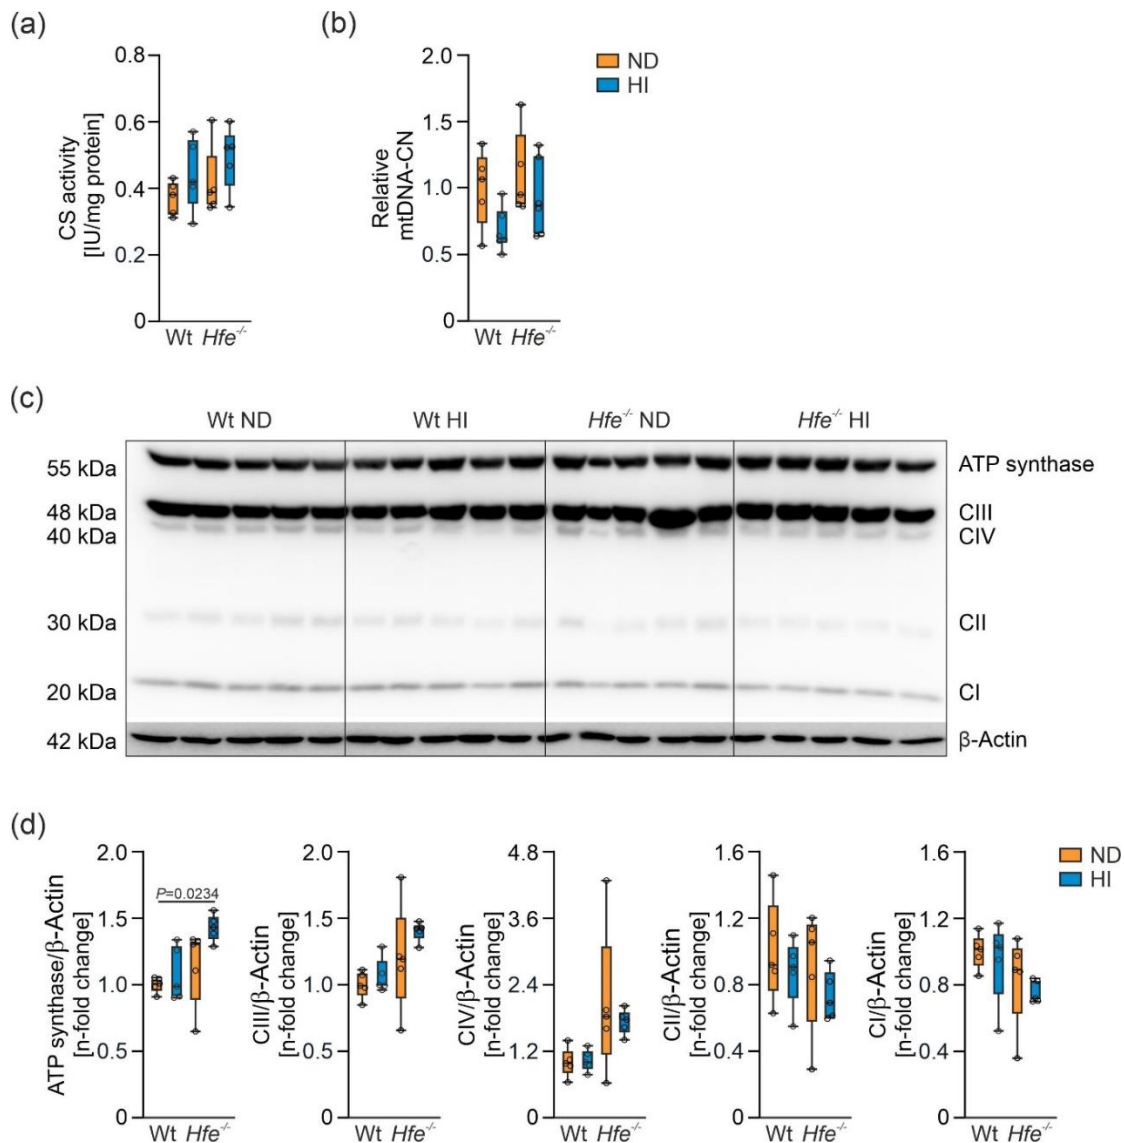 (a)
0.8
0.6
0.4
0.2
0
CS activity
[IU/mg protein]
Wt Hfe-/-
(b)
2.0
1.5
1.0
0.5
0
Relative
mtDNA-CN
Wt Hfe-/-
ND
HI
(c)
Wt ND Wt HI Hfe-/- ND Hfe-/- HI
55 kDa ATP synthase
48 kDa CIII
40 kDa CIV
30 kDa CII
20 kDa CI
42 kDa β-Actin
(d)
ATP synthase/β-Actin
[n-fold change]
2.0
1.5
1.0
0.5
0
P=0.0234
Wt Hfe-/-
CIII/β-Actin
[n-fold change]
2.0
1.5
1.0
0.5
0
Wt Hfe-/-
CIV/β-Actin
[n-fold change]
4.8
3.6
2.4
1.2
0
Wt Hfe-/-
CII/β-Actin
[n-fold change]
1.6
1.2
0.8
0.4
0
Wt Hfe-/-
CI/β-Actin
[n-fold change]
1.6
1.2
0.8
0.4
0
Wt Hfe-/-
ND
HI